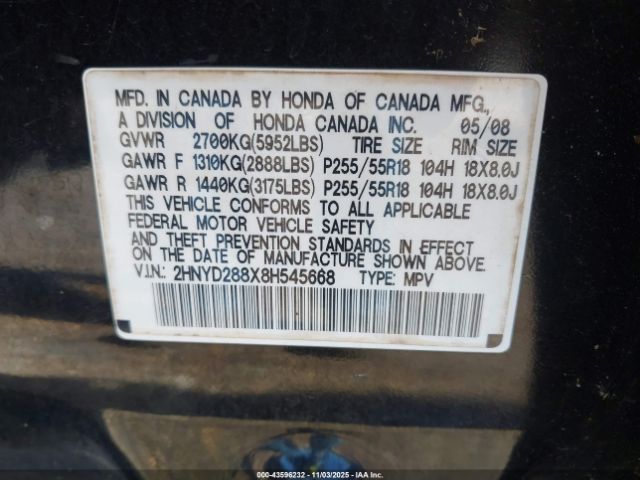 MFD. IN CANADA BY HONDA OF CANADA MFG.,
A DIVISION OF HONDA CANADA INC. 05/08
GVWR 2700KG(5952LBS) TIRE SIZE RIM SIZE
GAWR F 1310KG(2888LBS) P255/55R18 104H 18X8.0J
GAWR R 1440KG(3175LBS) P255/55R18 104H 18X8.0J
THIS VEHICLE CONFORMS TO ALL APPLICABLE
FEDERAL MOTOR VEHICLE SAFETY
AND THEFT PREVENTION STANDARDS IN EFFECT
ON THE DATE OF MANUFACTURE SHOWN ABOVE.
V.I.N.: 2HNYD288X8H545668 TYPE: MPV
000-43596232 - 11/03/2025 - IAA Inc.